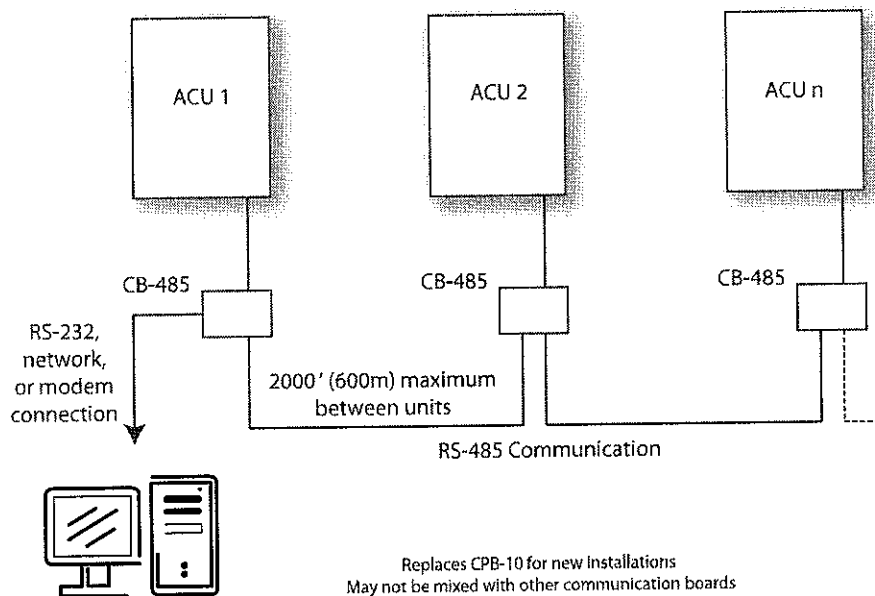 ACU 1
ACU 2
ACU n
CB-485
CB-485
CB-485
RS-232,
network,
or modem
connection
2000' (600m) maximum
between units
RS-485 Communication
Replaces CPB-10 for new installations
May not be mixed with other communication boards